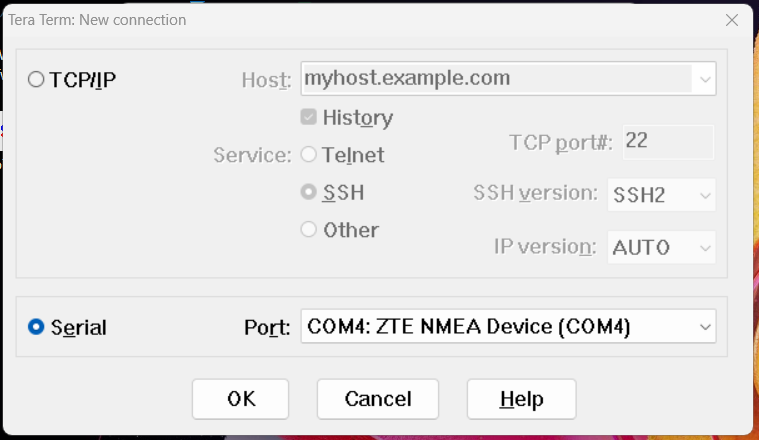 Tera Term: New connection
TCP/IP
Host: myhost.example.com
History
Service: Telnet
TCP port#: 22
SSH
SSH version: SSH2
Other
IP version: AUTO
Serial
Port: COM4: ZTE NMEA Device (COM4)
OK Cancel Help